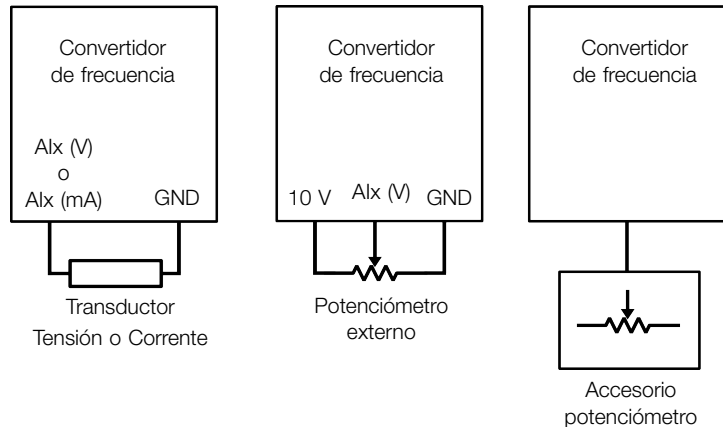 Convertidor
de frecuencia
AIx (V)
o
AIx (mA)
GND
Transductor
Tensión o Corrente
Convertidor
de frecuencia
10 V
AIx (V)
GND
Potenciómetro
externo
Convertidor
de frecuencia
Accesorio
potenciómetro